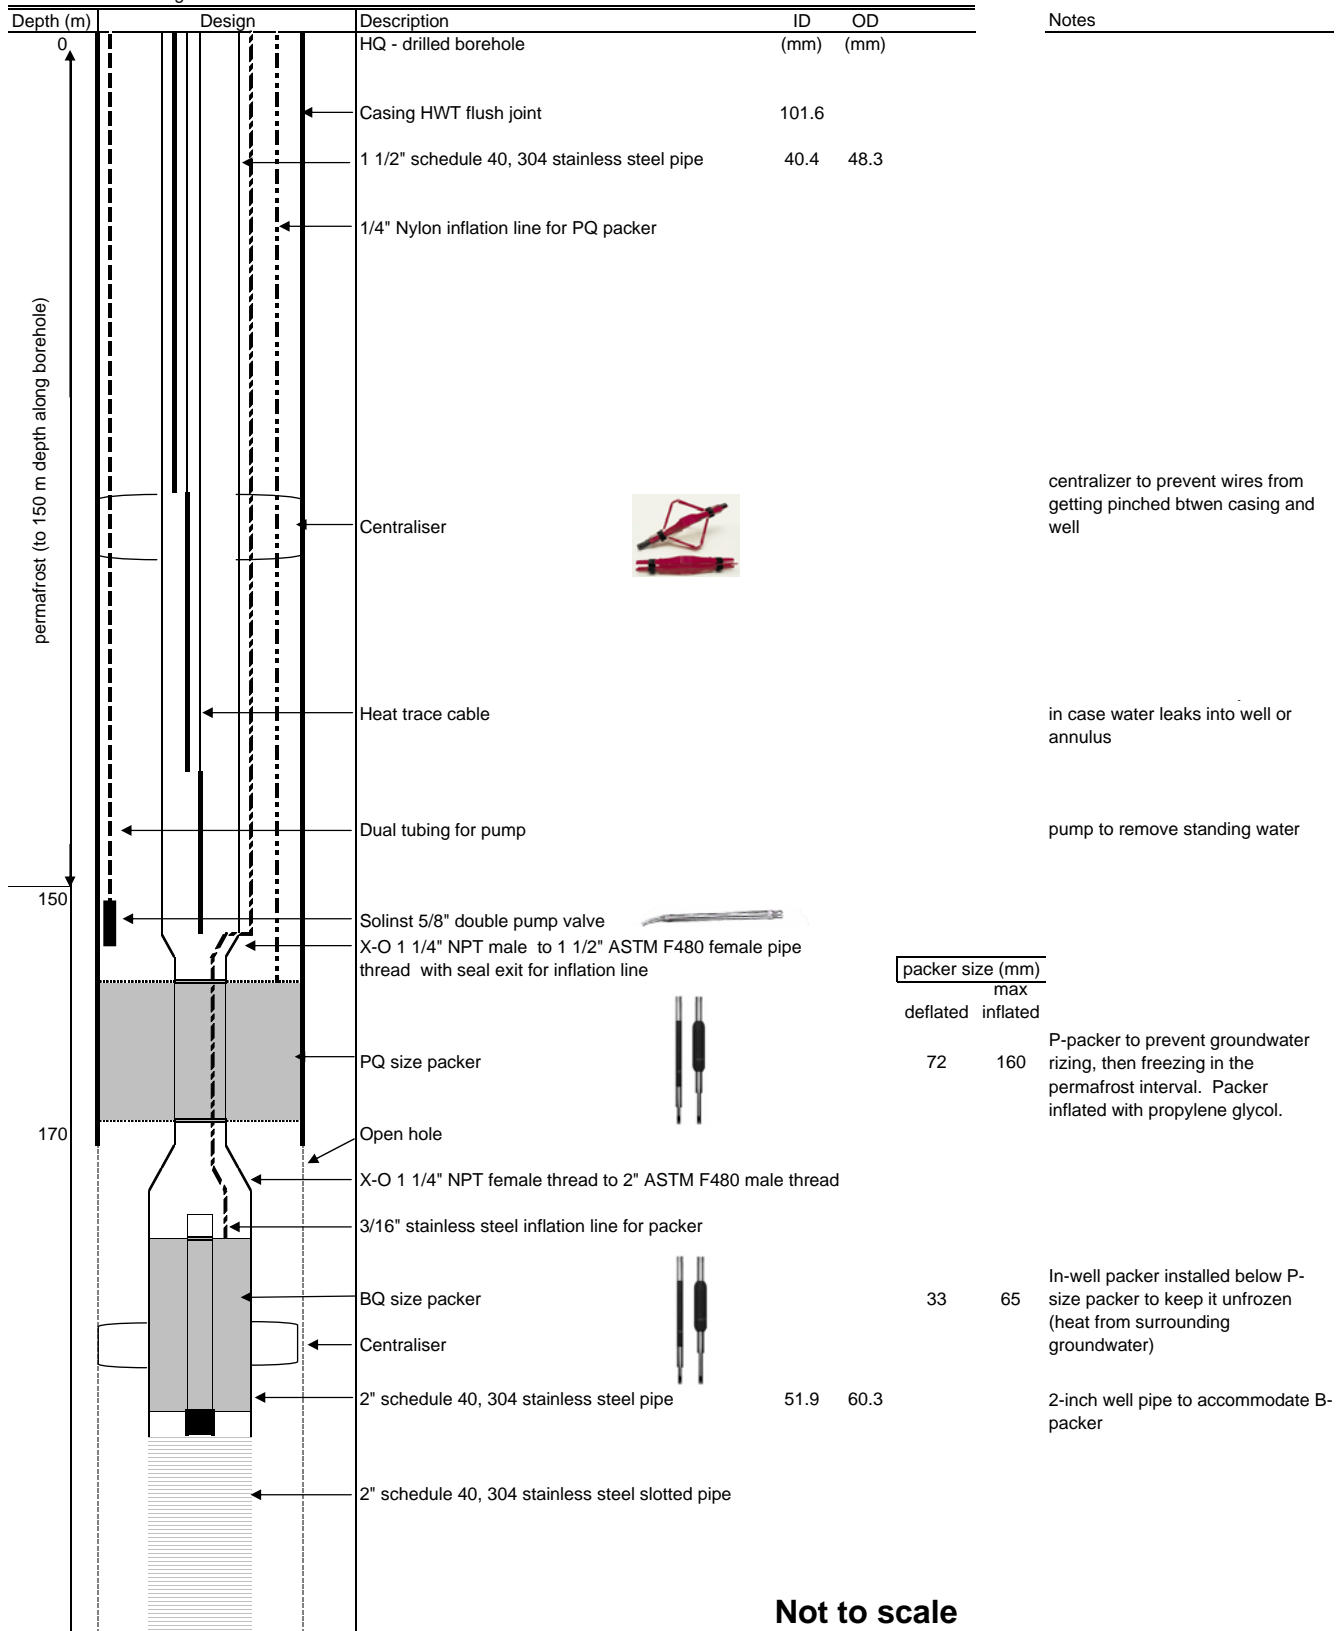 Depth (m) Design Description ID OD Notes
0 HQ - drilled borehole (mm) (mm)
Casing HWT flush joint 101.6
1 1/2" schedule 40, 304 stainless steel pipe 40.4 48.3
1/4" Nylon inflation line for PQ packer
permafrost (to 150 m depth along borehole)
centralizer to prevent wires from
getting pinched btwen casing and
well
Centraliser
Heat trace cable
in case water leaks into well or
annulus
Dual tubing for pump
pump to remove standing water
150
Solinst 5/8" double pump valve
X-O 1 1/4" NPT male to 1 1/2" ASTM F480 female pipe
thread with seal exit for inflation line
packer size (mm)
max
deflated inflated
PQ size packer 72 160
P-packer to prevent groundwater
rizing, then freezing in the
permafrost interval. Packer
inflated with propylene glycol.
170
Open hole
X-O 1 1/4" NPT female thread to 2" ASTM F480 male thread
3/16" stainless steel inflation line for packer
BQ size packer 33 65
In-well packer installed below P-
size packer to keep it unfrozen
(heat from surrounding
groundwater)
Centraliser
2" schedule 40, 304 stainless steel pipe 51.9 60.3
2-inch well pipe to accommodate B-
packer
2" schedule 40, 304 stainless steel slotted pipe
Not to scale